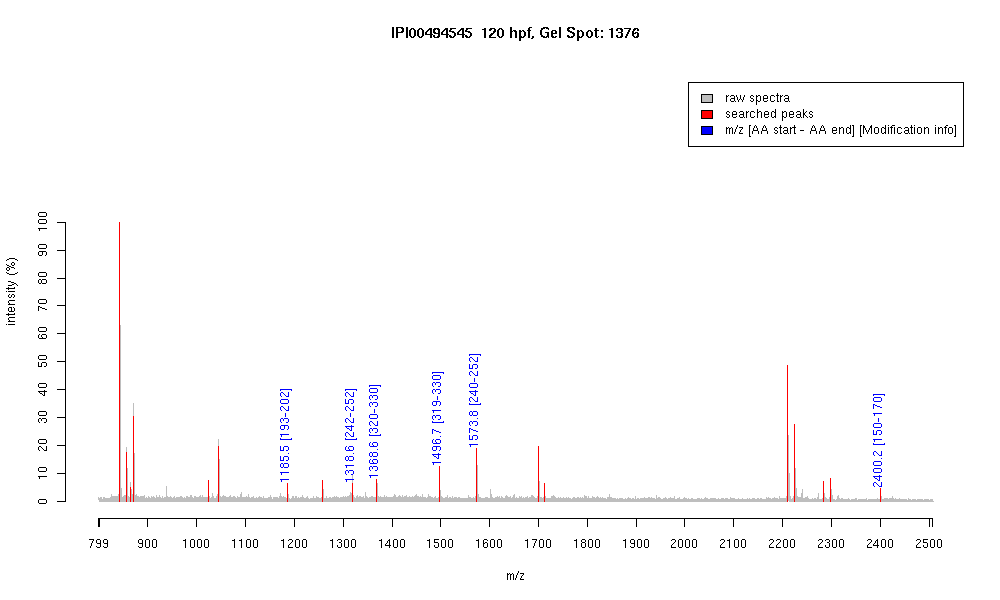 IPI00494545 120 hpf, Gel Spot: 1376
raw spectra
searched peaks
m/z [AA start - AA end] [Modification info]
intensity (%)
100
90
80
70
60
50
40
30
20
10
0
1185.5 [193-202]
1318.6 [242-252]
1368.6 [320-330]
1496.7 [319-330]
1573.8 [240-252]
2400.2 [150-170]
799 900 1000 1100 1200 1300 1400 1500 1600 1700 1800 1900 2000 2100 2200 2300 2400 2500
m/z